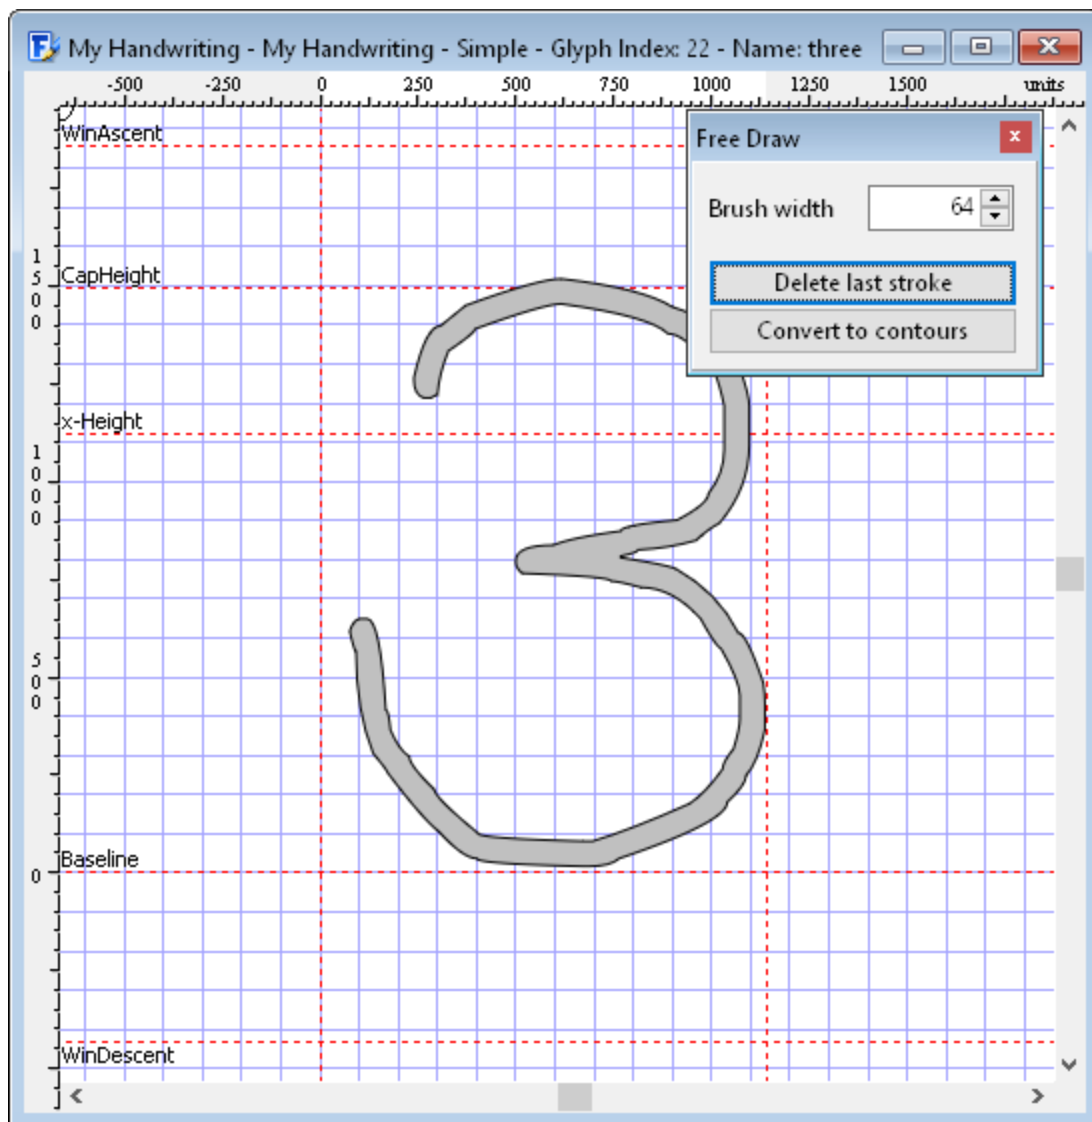 My Handwriting - My Handwriting - Simple - Glyph Index: 22 - Name: three
-500 -250 0 250 500 750 1000 1250 1500 units
WinAscent
Free Draw
Brush width 64
1500
CapHeight
Delete last stroke
Convert to contours
x-Height
1000
500
Baseline
0
WinDescent
3